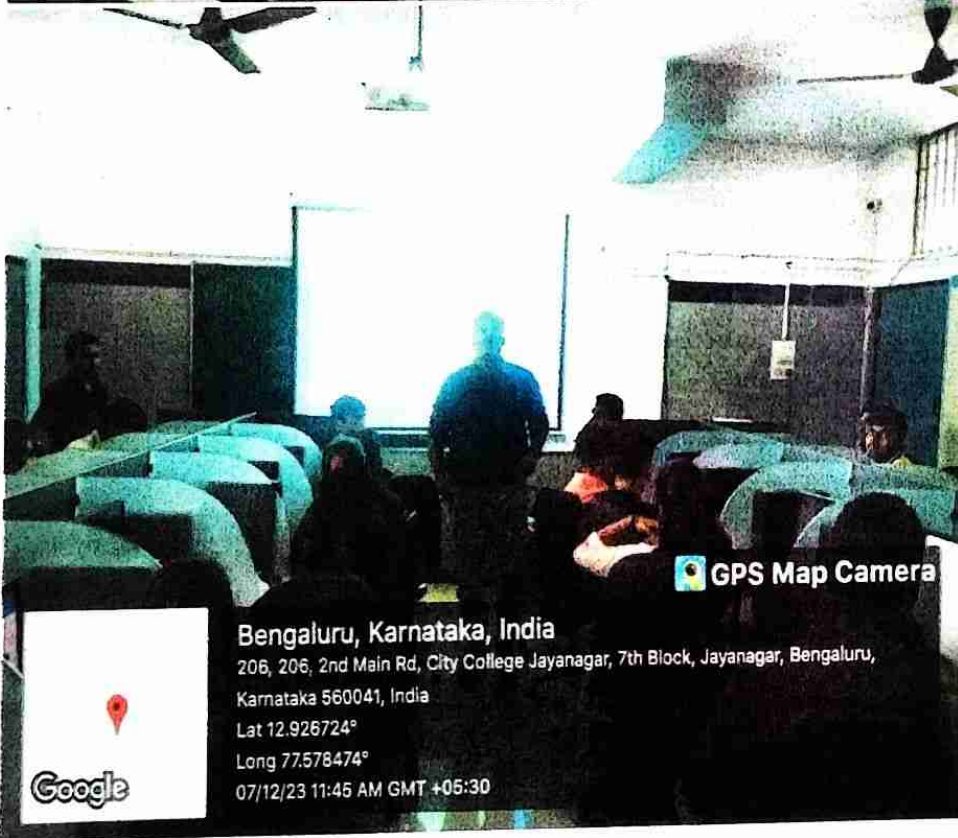 GPS Map Camera
Bengaluru, Karnataka, India
206, 206, 2nd Main Rd, City College Jayanagar, 7th Block, Jayanagar, Bengaluru,
Karnataka 560041, India
Lat 12.926724°
Long 77.578474°
07/12/23 11:45 AM GMT +05:30
Google